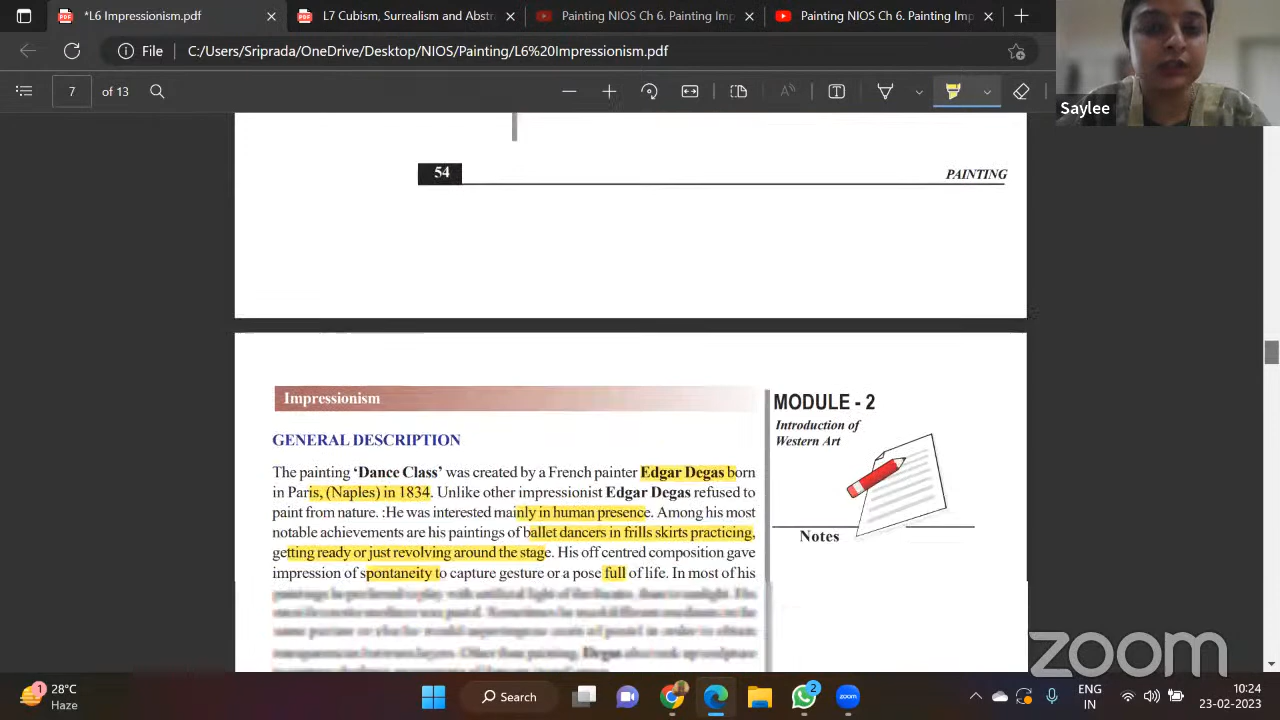 *L6 Impressionism.pdf
L7 Cubism, Surrealism and Abst
Painting NIOS Ch 6. Painting Im
Painting NIOS Ch 6. Painting Imp
File
C:/Users/Sriprada/OneDrive/Desktop/NIOS/Painting/L6%20Impressionism.pdf
7 of 13
Saylee
54
PAINTING
Impressionism
MODULE - 2
Introduction of
Western Art
Notes
GENERAL DESCRIPTION
The painting ‘Dance Class’ was created by a French painter Edgar Degas born
in Paris, (Naples) in 1834. Unlike other impressionist Edgar Degas refused to
paint from nature. :He was interested mainly in human presence. Among his most
notable achievements are his paintings of ballet dancers in frills skirts practicing,
getting ready or just revolving around the stage. His off centred composition gave
impression of spontaneity to capture gesture or a pose full of life. In most of his
zoom
1
28°C
Haze
Search
2
zoom
ENG
IN
10:24
23-02-2023